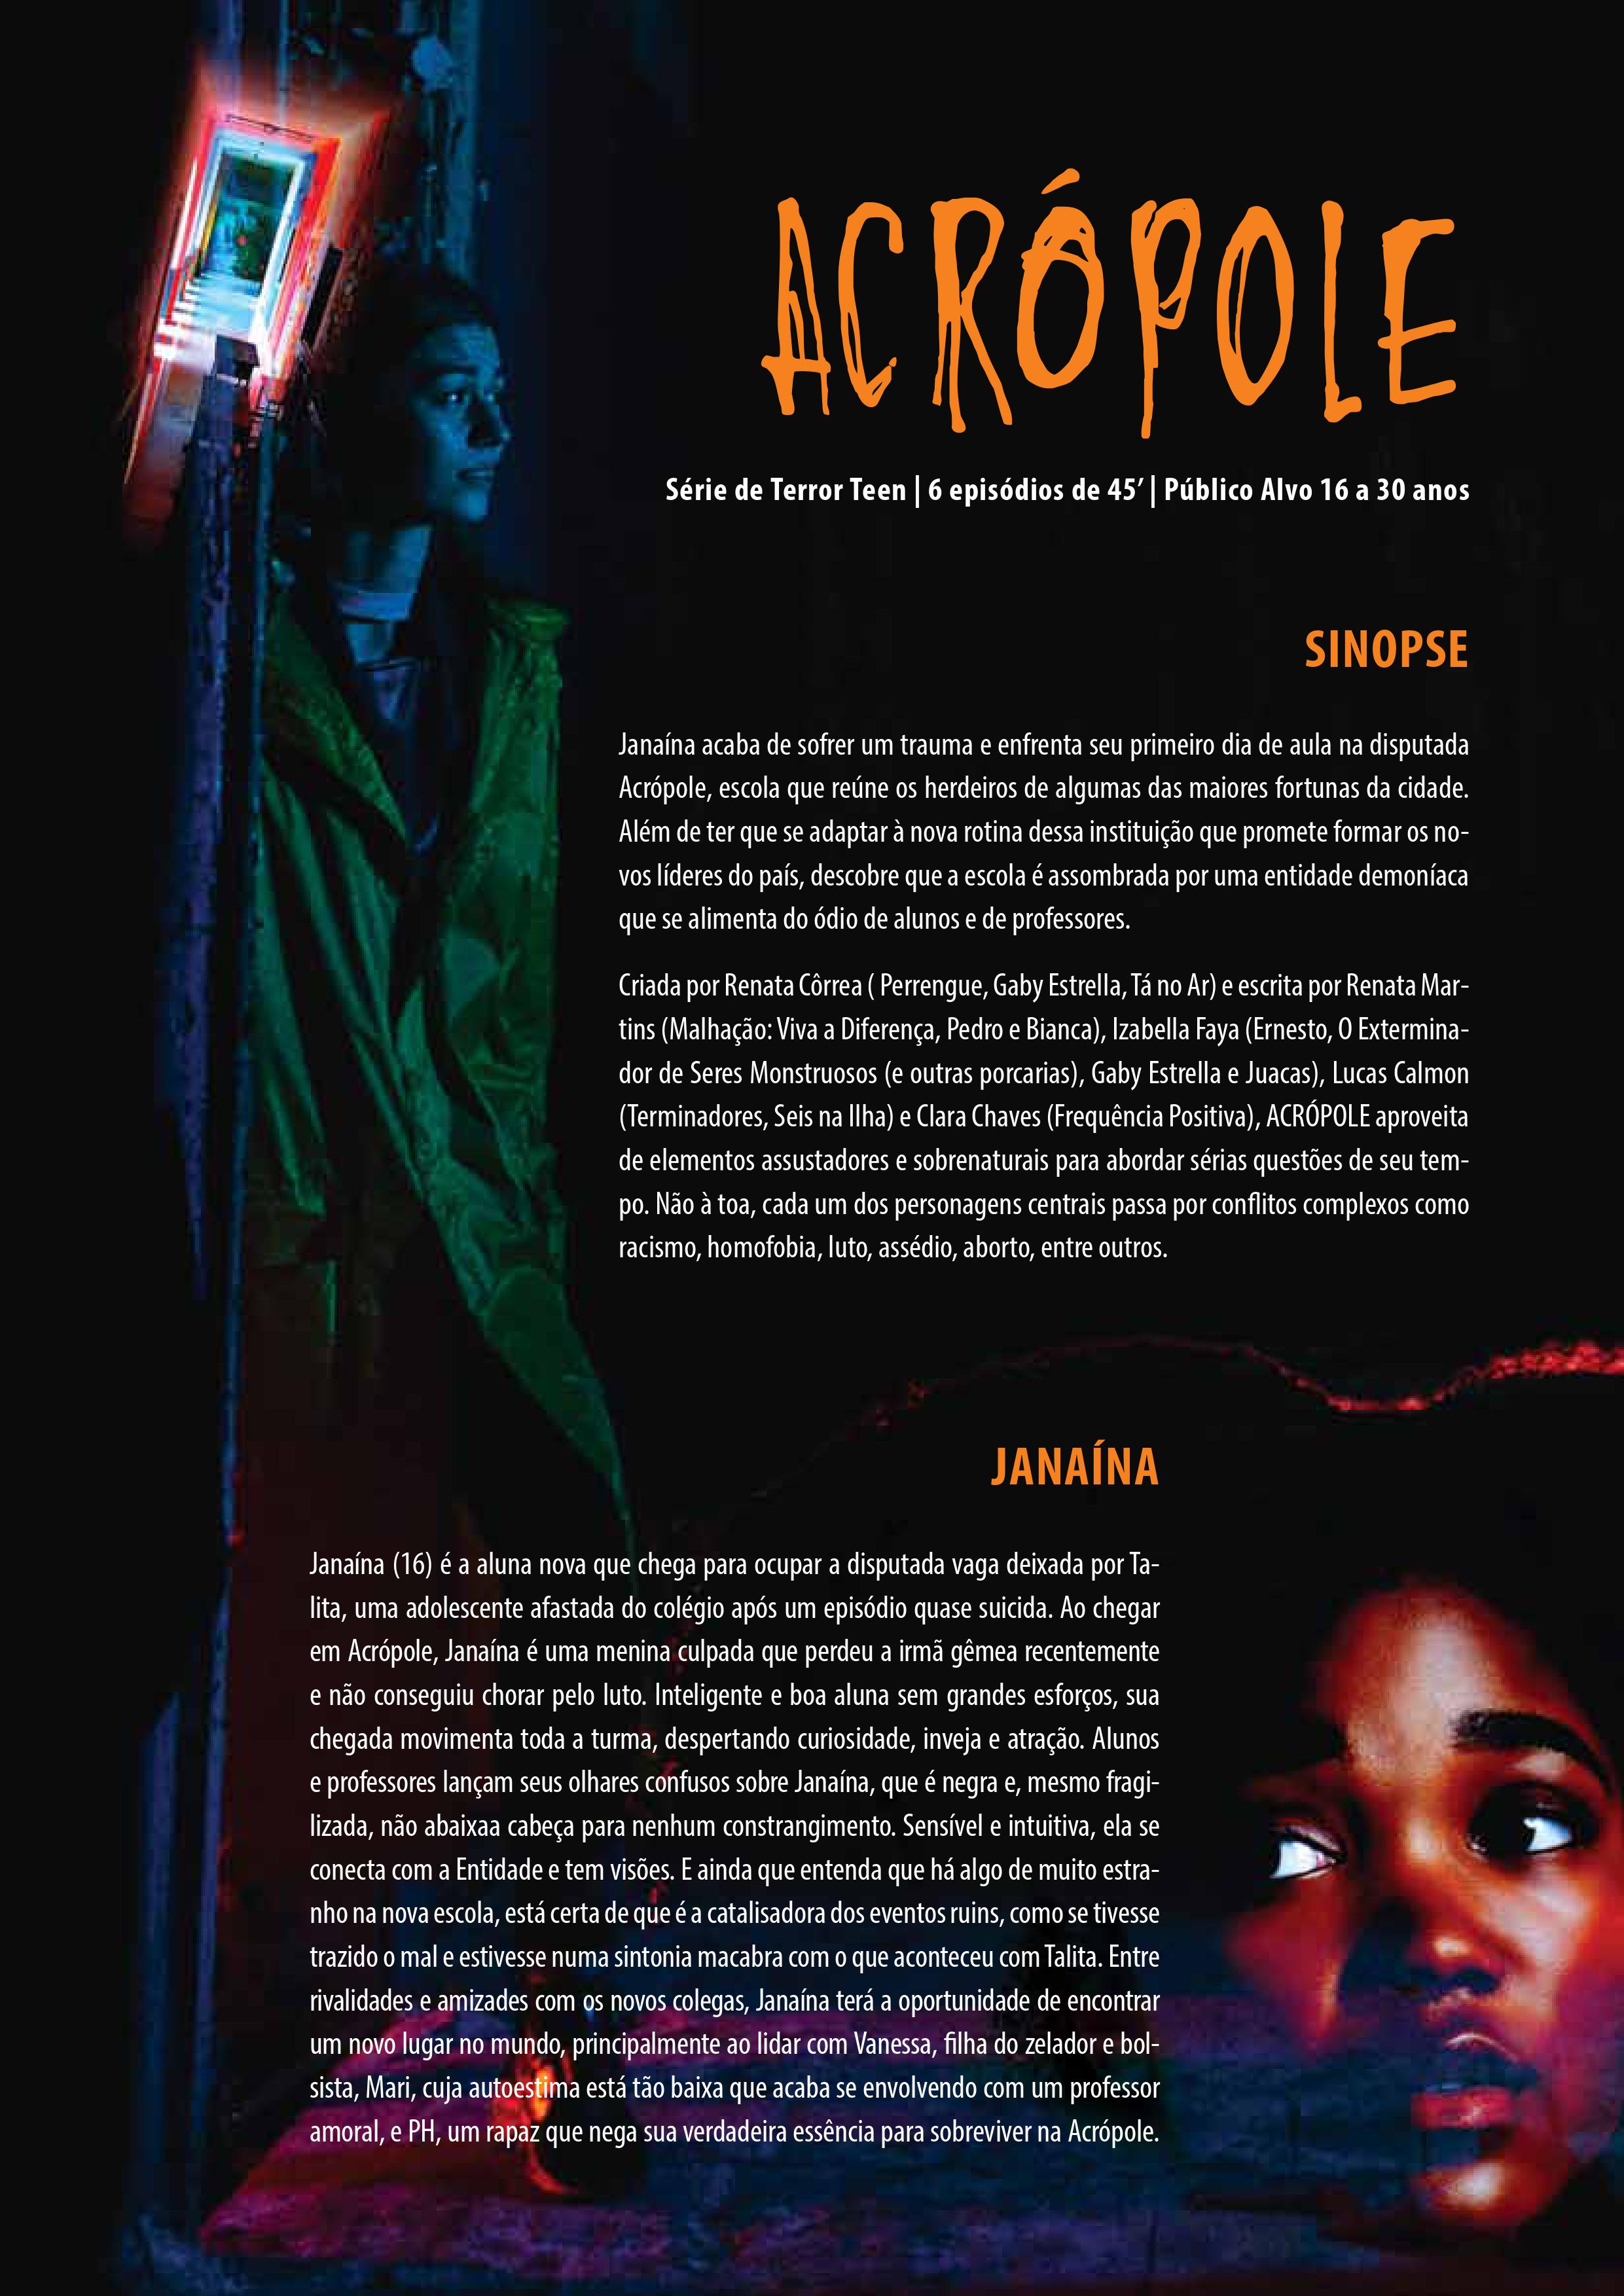 ACRÓPOLE
Série de Terror Teen | 6 episódios de 45’ | Público Alvo 16 a 30 anos
SINOPSE
Janaína acaba de sofrer um trauma e enfrenta seu primeiro dia de aula na disputada
Acrópole, escola que reúne os herdeiros de algumas das maiores fortunas da cidade.
Além de ter que se adaptar à nova rotina dessa instituição que promete formar os no-
vos líderes do país, descobre que a escola é assombrada por uma entidade demoníaca
que se alimenta do ódio de alunos e de professores.
Criada por Renata Côrrea ( Perrengue, Gaby Estrella, Tá no Ar) e escrita por Renata Mar-
tins (Malhação: Viva a Diferença, Pedro e Bianca), Izabella Faya (Ernesto, O Extermina-
dor de Seres Monstruosos (e outras porcarias), Gaby Estrella e Juacas), Lucas Calmon
(Terminadores, Seis na Ilha) e Clara Chaves (Frequência Positiva), ACRÓPOLE aproveita
de elementos assustadores e sobrenaturais para abordar sérias questões de seu tem-
po. Não à toa, cada um dos personagens centrais passa por conflitos complexos como
racismo, homofobia, luto, assédio, aborto, entre outros.
JANAÍNA
Janaína (16) é a aluna nova que chega para ocupar a disputada vaga deixada por Ta-
lita, uma adolescente afastada do colégio após um episódio quase suicida. Ao chegar
em Acrópole, Janaína é uma menina culpada que perdeu a irmã gêmea recentemente
e não conseguiu chorar pelo luto. Inteligente e boa aluna sem grandes esforços, sua
chegada movimenta toda a turma, despertando curiosidade, inveja e atração. Alunos
e professores lançam seus olhares confusos sobre Janaína, que é negra e, mesmo fragi-
lizada, não abaixaa cabeça para nenhum constrangimento. Sensível e intuitiva, ela se
conecta com a Entidade e tem visões. E ainda que entenda que há algo de muito estra-
nho na nova escola, está certa de que é a catalisadora dos eventos ruins, como se tivesse
trazido o mal e estivesse numa sintonia macabra com o que aconteceu com Talita. Entre
rivalidades e amizades com os novos colegas, Janaína terá a oportunidade de encontrar
um novo lugar no mundo, principalmente ao lidar com Vanessa, filha do zelador e bol-
sista, Mari, cuja autoestima está tão baixa que acaba se envolvendo com um professor
amoral, e PH, um rapaz que nega sua verdadeira essência para sobreviver na Acrópole.